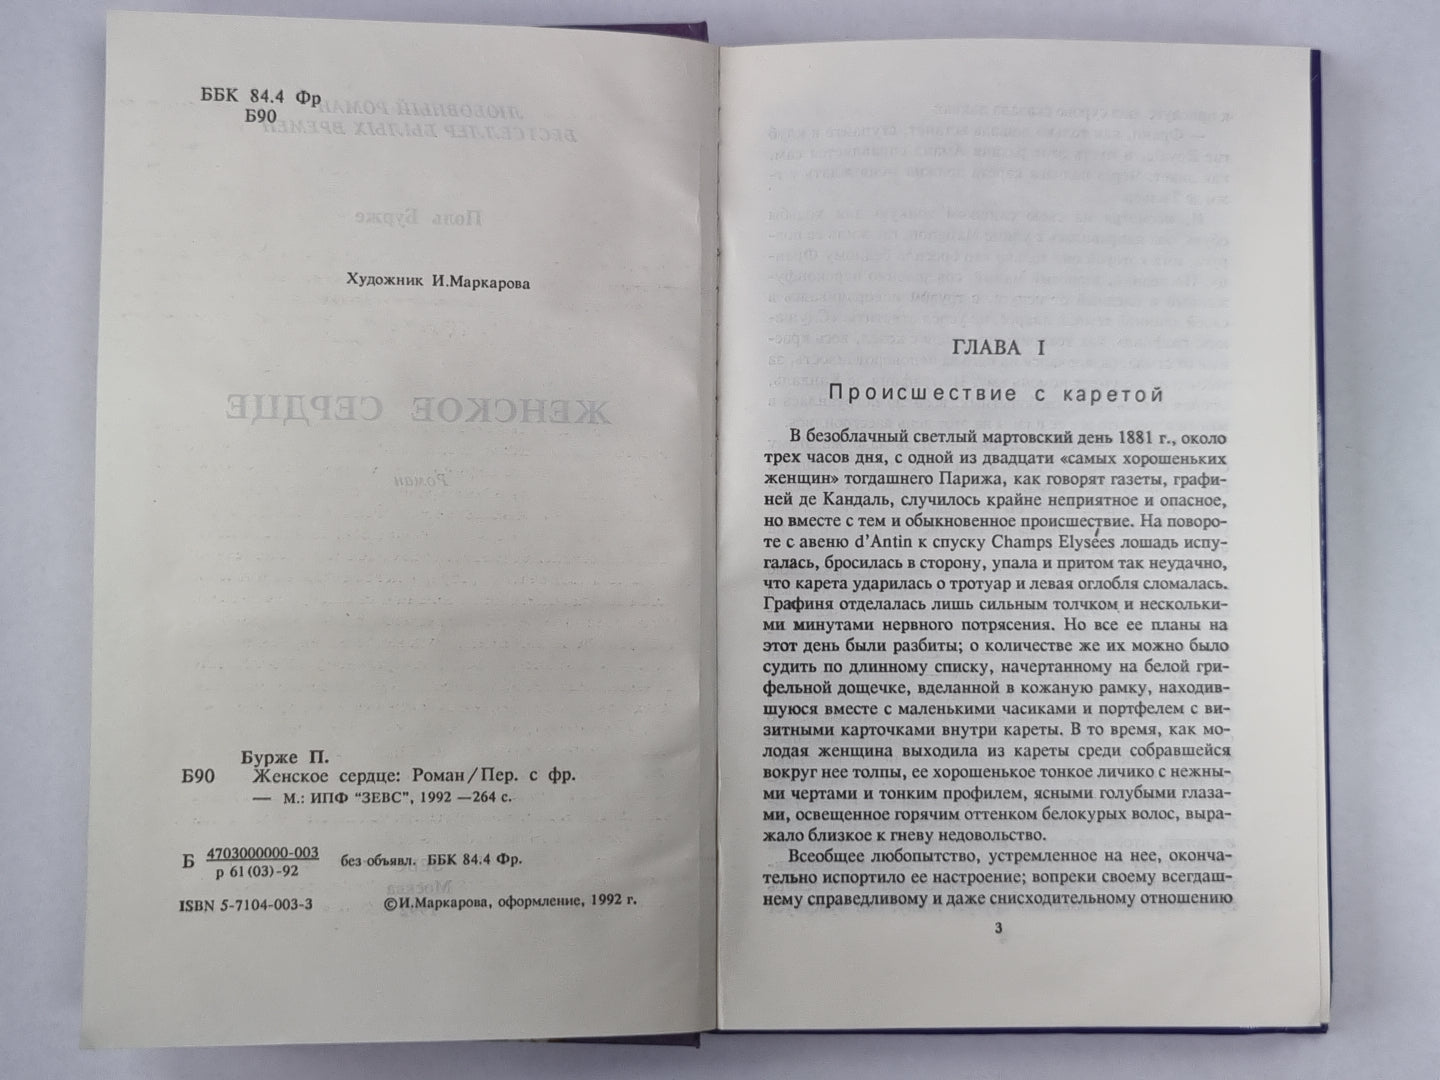 ББК 84.4 Фр
Б90
Художник И.Маркарова
Бурже П.
Б90 Женское сердце: Роман/Пер. с фр.
— М.: ИПФ "ЗЕВС", 1992 —264 с.
Б 4703000000-003 без объявл. ББК 84.4 Фр.
р 61(03)-92
ISBN 5-7104-003-3 ©И.Маркарова, оформление, 1992 г.
ГЛАВА I
Происшествие с каретой
В безоблачный светлый мартовский день 1881 г., около
трех часов дня, с одной из двадцати «самых хорошеньких
женщин» тогдашнего Парижа, как говорят газеты, графи-
ней де Кандаль, случилось крайне неприятное и опасное,
но вместе с тем и обыкновенное происшествие. На поворо-
те с авеню d'Antin к спуску Champs Elysées лошадь испу-
галась, бросилась в сторону, упала и притом так неудачно,
что карета ударилась о тротуар и левая оглобля сломалась.
Графиня отделалась лишь сильным толчком и нескольки-
ми минутами нервного потрясения. Но все ее планы на
этот день были разбиты; о количестве же их можно было
судить по длинному списку, начертанному на белой гри-
фельной дощечке, вделанной в кожаную рамку, находив-
шуюся вместе с маленькими часиками и портфелем с ви-
зитными карточками внутри кареты. В то время, как мо-
лодая женщина выходила из кареты среди собравшейся
вокруг нее толпы, ее хорошенькое тонкое личико с нежны-
ми чертами и тонким профилем, ясными голубыми глаза-
ми, освещенное горячим оттенком белокурых волос, выра-
жало близкое к гневу недовольство.
Всеобщее любопытство, устремленное на нее, оконча-
тельно испортило ее настроение; вопреки своему всегдаш-
нему справедливому и даже снисходительному отношению
3